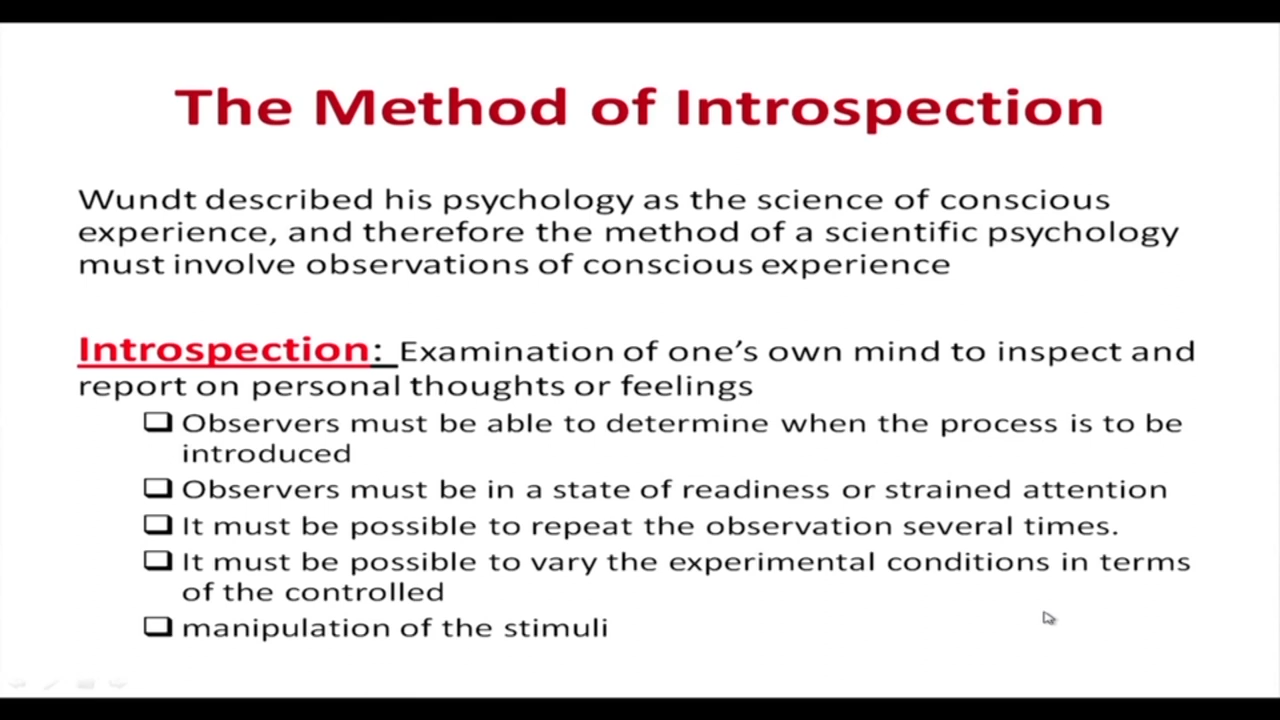 The Method of Introspection
Wundt described his psychology as the science of conscious
experience, and therefore the method of a scientific psychology
must involve observations of conscious experience
Introspection: Examination of one’s own mind to inspect and
report on personal thoughts or feelings
Observers must be able to determine when the process is to be
introduced
Observers must be in a state of readiness or strained attention
It must be possible to repeat the observation several times.
It must be possible to vary the experimental conditions in terms
of the controlled
manipulation of the stimuli